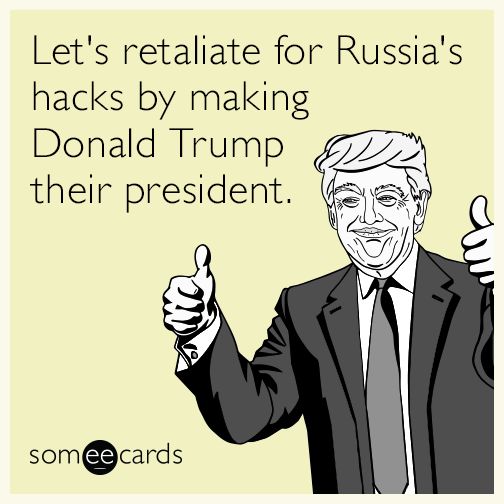 Let's retaliate for Russia's
hacks by making
Donald Trump
their president.
someecards